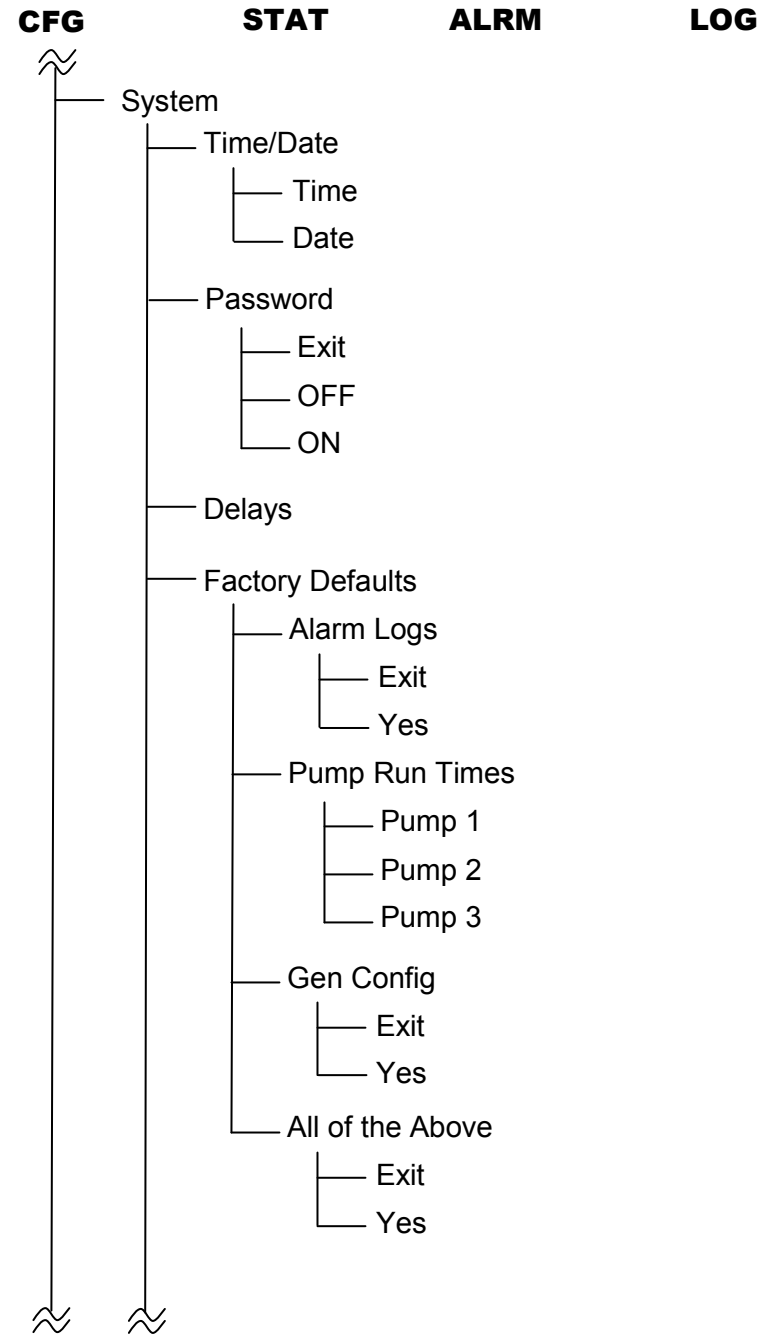 CFG STAT ALRM LOG
System
Time/Date
Time
Date
Password
Exit
OFF
ON
Delays
Factory Defaults
Alarm Logs
Exit
Yes
Pump Run Times
Pump 1
Pump 2
Pump 3
Gen Config
Exit
Yes
All of the Above
Exit
Yes